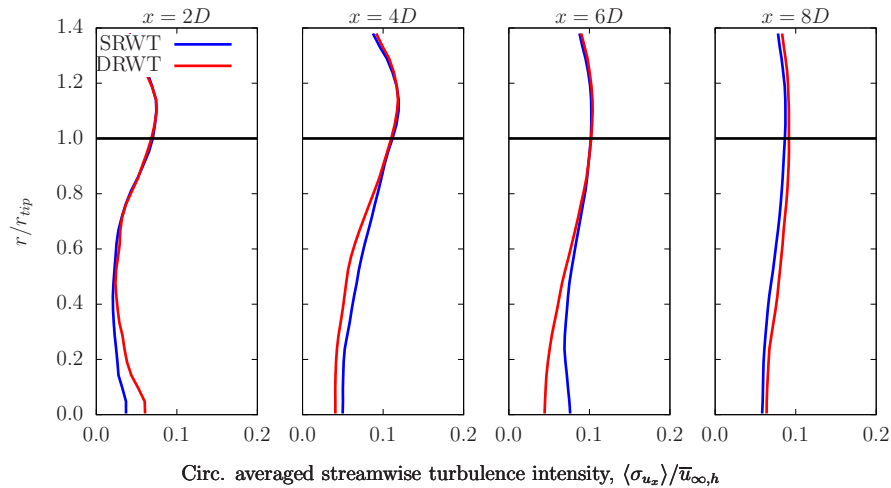 x = 2D x = 4D x = 6D x = 8D
SRWT
DRWT
1.4
1.2
1.0
0.8
0.6
0.4
0.2
0.0
r/r_tip
0.0 0.1 0.2 0.0 0.1 0.2 0.0 0.1 0.2 0.0 0.1 0.2
Circ. averaged streamwise turbulence intensity, ⟨σ_{u_x}⟩/u̅_{∞,h}